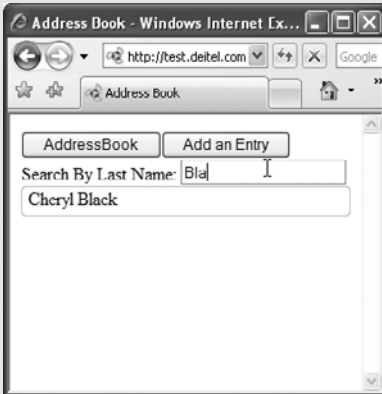 Address Book - Windows Internet Ex...
http://test.deitel.com
Google
Address Book
»
AddressBook
Add an Entry
Search By Last Name: Bla
Cheryl Black